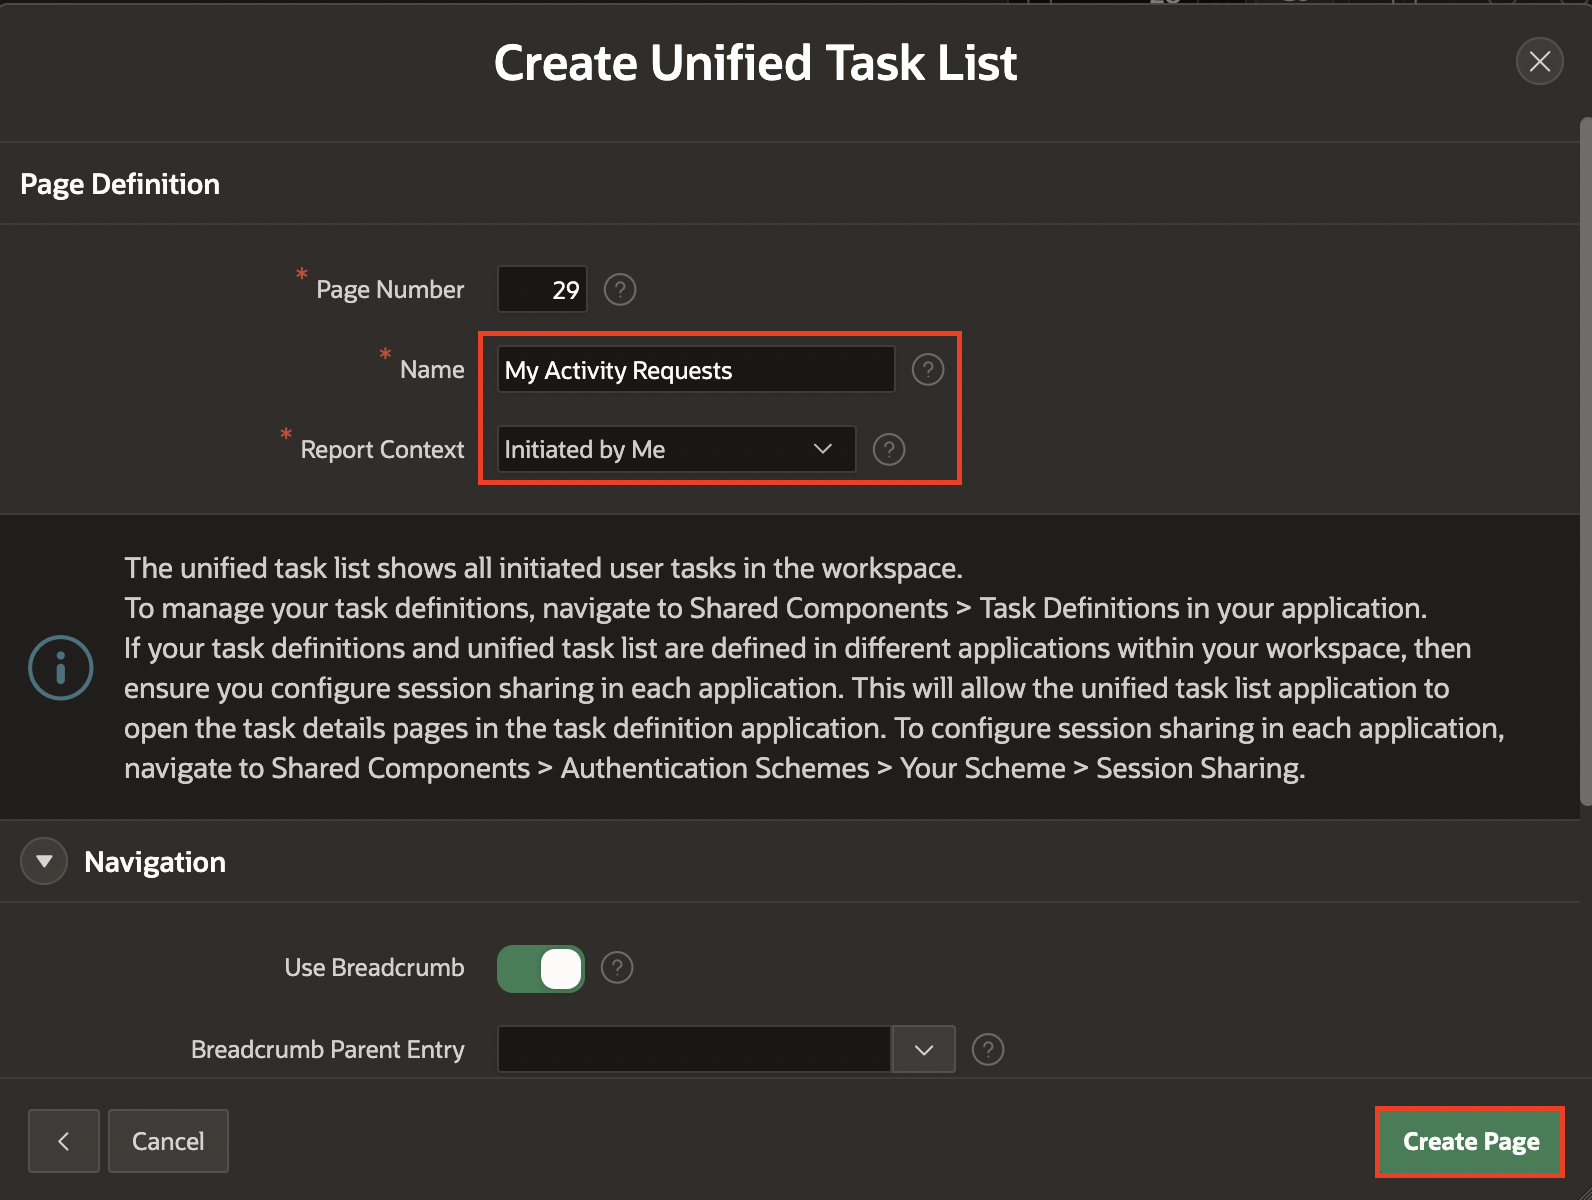 Create Unified Task List
Page Definition
* Page Number 29 ?
* Name My Activity Requests ?
* Report Context Initiated by Me ?
The unified task list shows all initiated user tasks in the workspace.
To manage your task definitions, navigate to Shared Components > Task Definitions in your application.
If your task definitions and unified task list are defined in different applications within your workspace, then
ensure you configure session sharing in each application. This will allow the unified task list application to
open the task details pages in the task definition application. To configure session sharing in each application,
navigate to Shared Components > Authentication Schemes > Your Scheme > Session Sharing.
Navigation
Use Breadcrumb ?
Breadcrumb Parent Entry ?
Cancel
Create Page